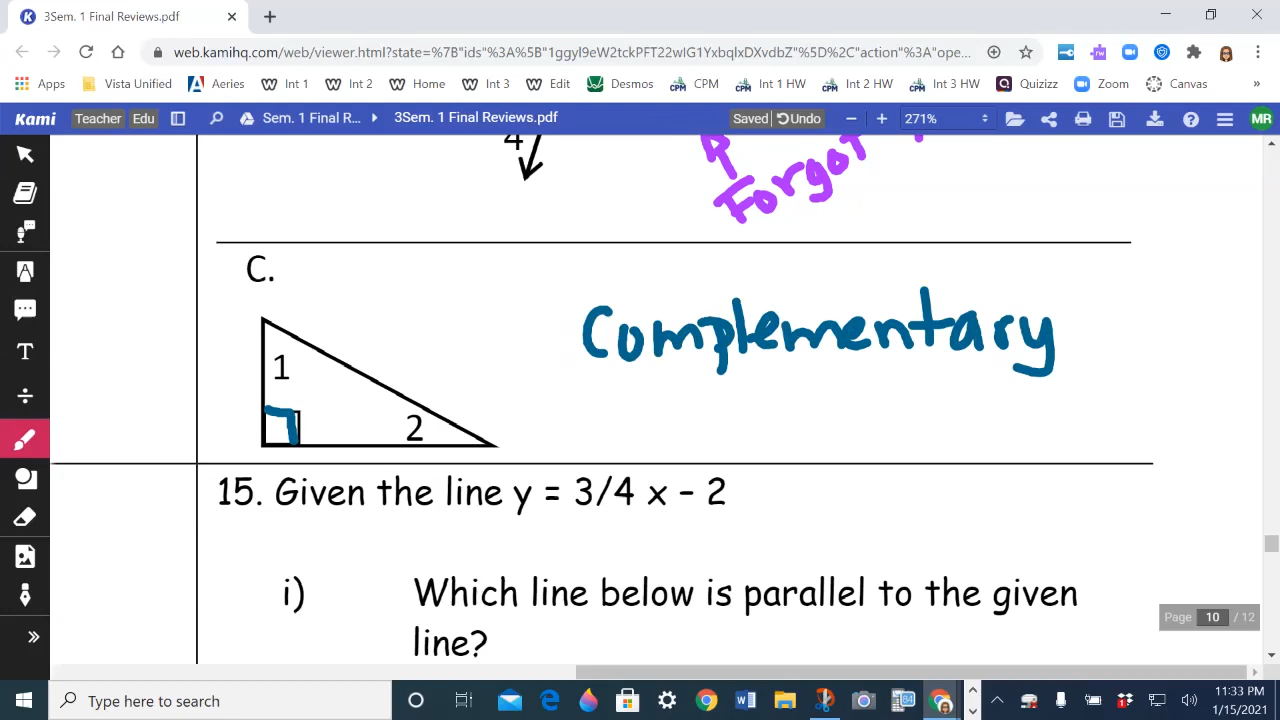 3Sem. 1 Final Reviews.pdf
web.kamihq.com/web/viewer.html?state=%7B"ids"%3A%5B"1ggyI9eW2tckPFT22wIG1YsxUqlxDXvdbZ"%5D%2C"action"%3A"ope...
Apps Vista Unified Aeries Int 1 Int 2 Home Int 3 Edit Desmos CPM Int 1 HW Int 2 HW Int 3 HW Quizizz Zoom Canvas »
Kami Teacher Edu Sem. 1 Final R... 3Sem. 1 Final Reviews.pdf Saved Undo 271% MR
4
Forgot
C.
Complementary
1
2
15. Given the line y = 3/4 x – 2
i) Which line below is parallel to the given
line?
Page 10 / 12
Type here to search
11:33 PM
1/15/2021